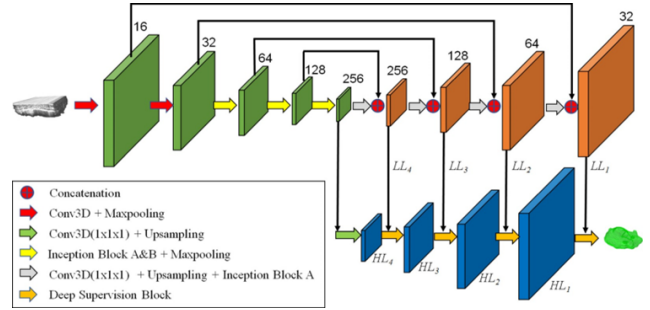 16
32
64
128
256
256
128
64
32
LL4
LL3
LL2
LL1
HL4
HL3
HL2
HL1
Concatenation
Conv3D + Maxpooling
Conv3D(1x1x1) + Upsampling
Inception Block A&B + Maxpooling
Conv3D(1x1x1) + Upsampling + Inception Block A
Deep Supervision Block